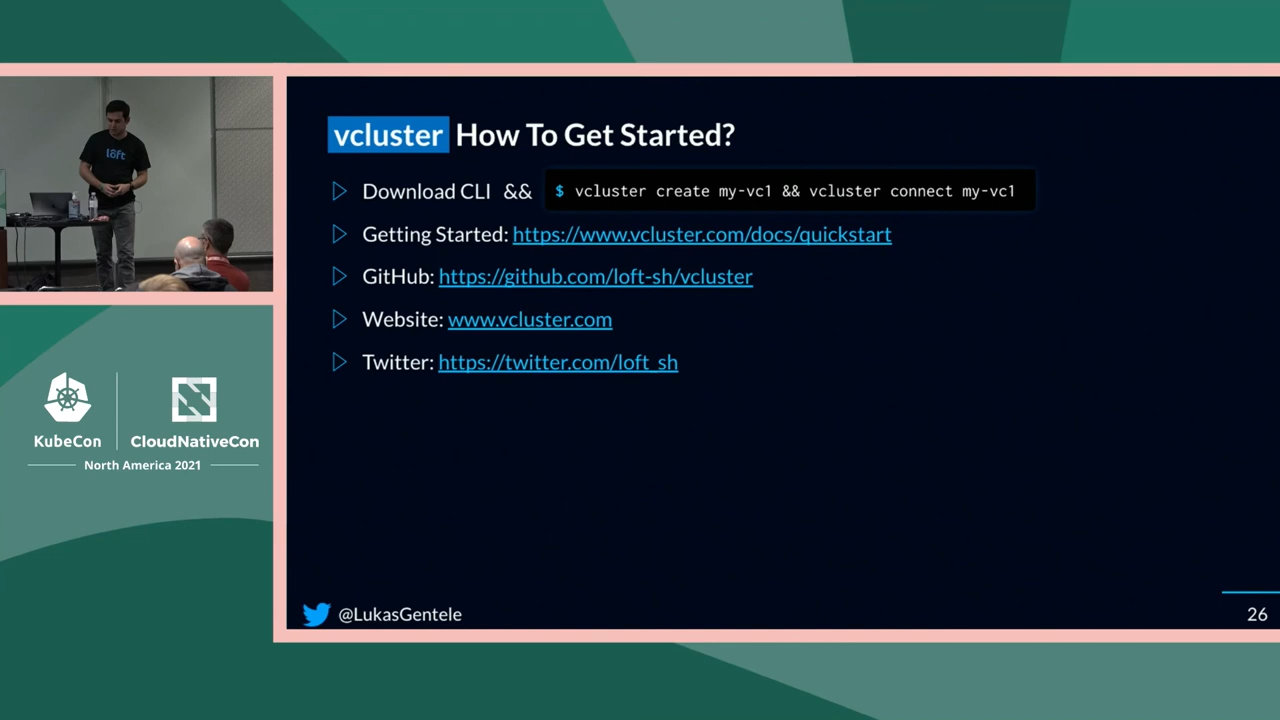 vcluster How To Get Started?
Download CLI && $ vcluster create my-vc1 && vcluster connect my-vc1
Getting Started: https://www.vcluster.com/docs/quickstart
GitHub: https://github.com/loft-sh/vcluster
Website: www.vcluster.com
Twitter: https://twitter.com/loft_sh
@LukasGentele
26
loft
KubeCon
CloudNativeCon
North America 2021